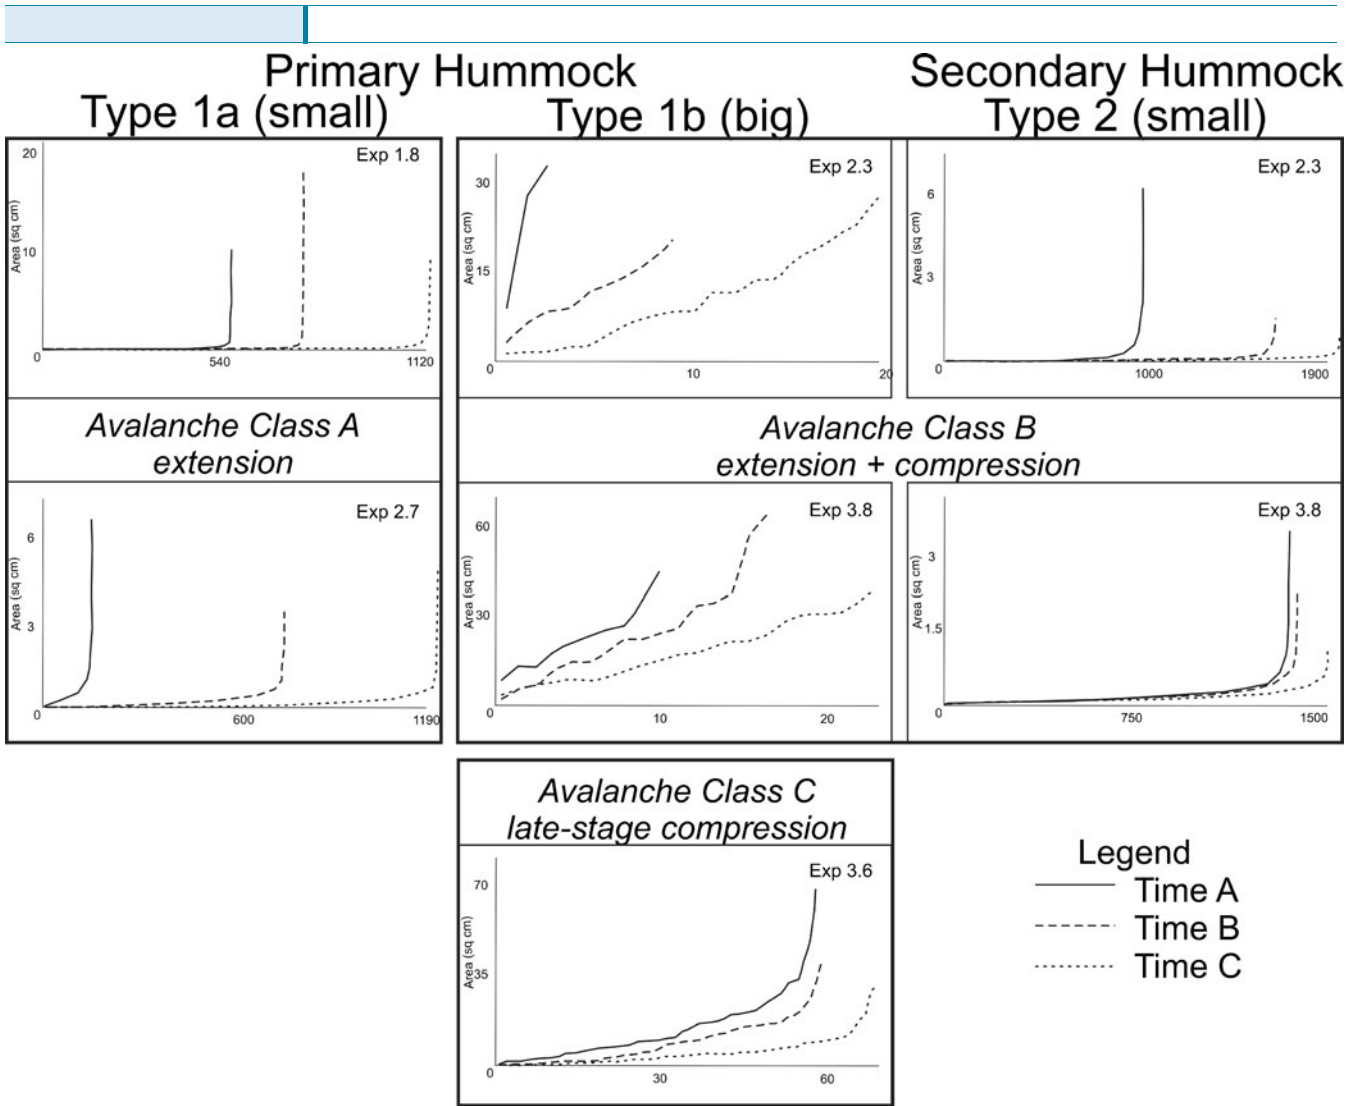 Primary Hummock
Secondary Hummock
Type 1a (small)
Type 1b (big)
Type 2 (small)
Exp 1.8
Area (sq cm)
20
10
0
540
1120
Exp 2.3
Area (sq cm)
30
15
0
10
20
Exp 2.3
Area (sq cm)
6
3
0
1000
1900
Avalanche Class A
extension
Avalanche Class B
extension + compression
Exp 2.7
Area (sq cm)
6
3
0
600
1190
Exp 3.8
Area (sq cm)
60
30
0
10
20
Exp 3.8
Area (sq cm)
3
1.5
0
750
1500
Avalanche Class C
late-stage compression
Exp 3.6
Area (sq cm)
70
35
0
30
60
Legend
Time A
Time B
Time C